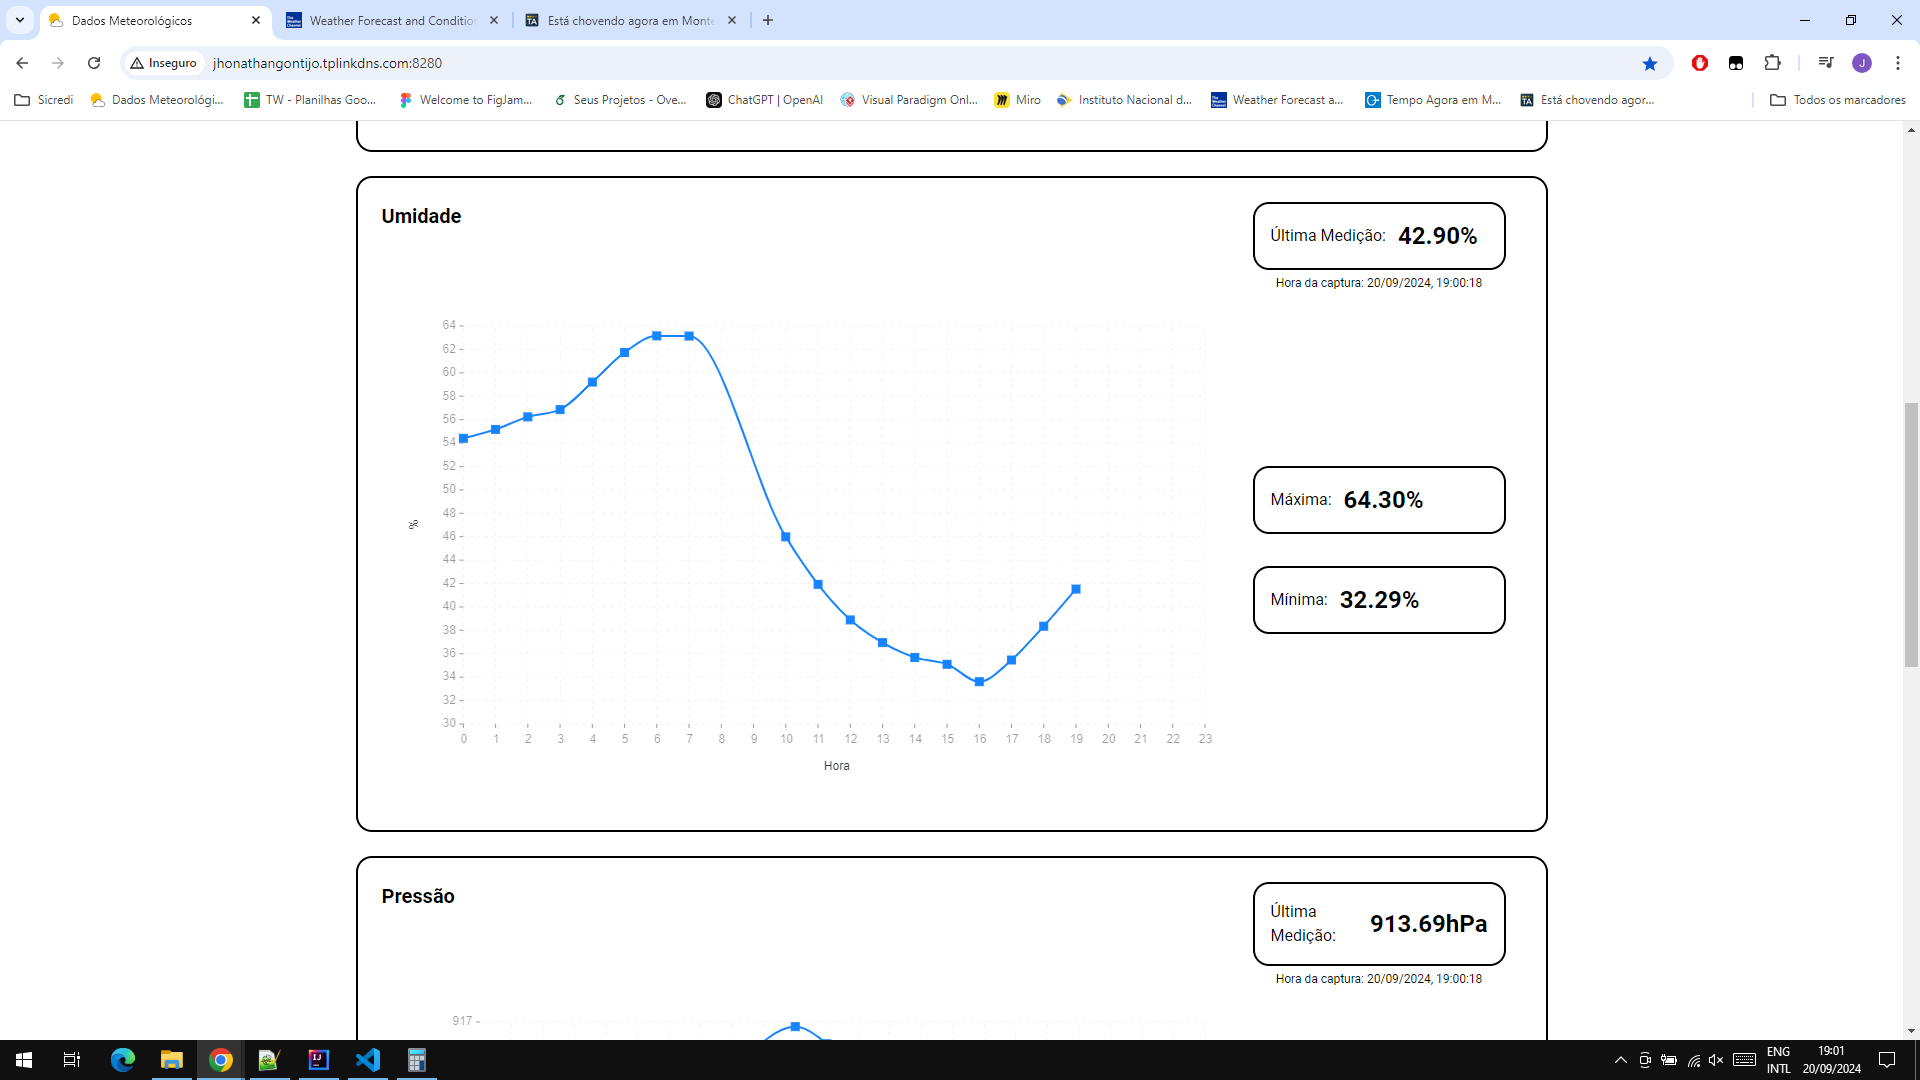 Dados Meteorológicos
Weather Forecast and Conditio
Está chovendo agora em Monte
Inseguro
jhonathangontijo.tplinkdns.com:8280
Sicredi
Dados Meteorológi...
TW - Planilhas Goo...
Welcome to FigJam...
Seus Projetos - Ove...
ChatGPT | OpenAI
Visual Paradigm Onl...
Miro
Instituto Nacional d...
Weather Forecast a...
Tempo Agora em M...
Está chovendo agor...
Todos os marcadores
Umidade
Última Medição: 42.90%
Hora da captura: 20/09/2024, 19:00:18
64
62
60
58
56
54
52
50
48
46
44
42
40
38
36
34
32
30
%
0 1 2 3 4 5 6 7 8 9 10 11 12 13 14 15 16 17 18 19 20 21 22 23
Hora
Máxima: 64.30%
Mínima: 32.29%
Pressão
Última
Medição:
913.69hPa
Hora da captura: 20/09/2024, 19:00:18
917
ENG
INTL
19:01
20/09/2024